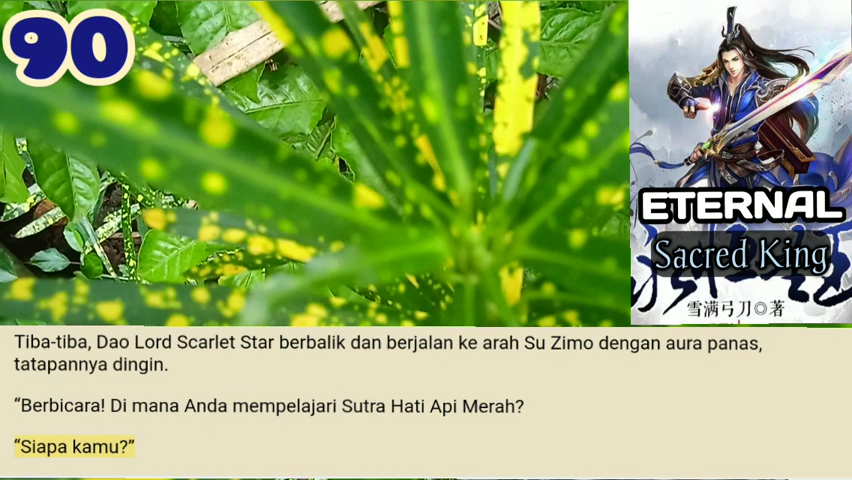 90
ETERNAL
Sacred King
雪满弓刀◎著
Tiba-tiba, Dao Lord Scarlet Star berbalik dan berjalan ke arah Su Zimo dengan aura panas,
tatapannya dingin.
“Berbicara! Di mana Anda mempelajari Sutra Hati Api Merah?
“Siapa kamu?”